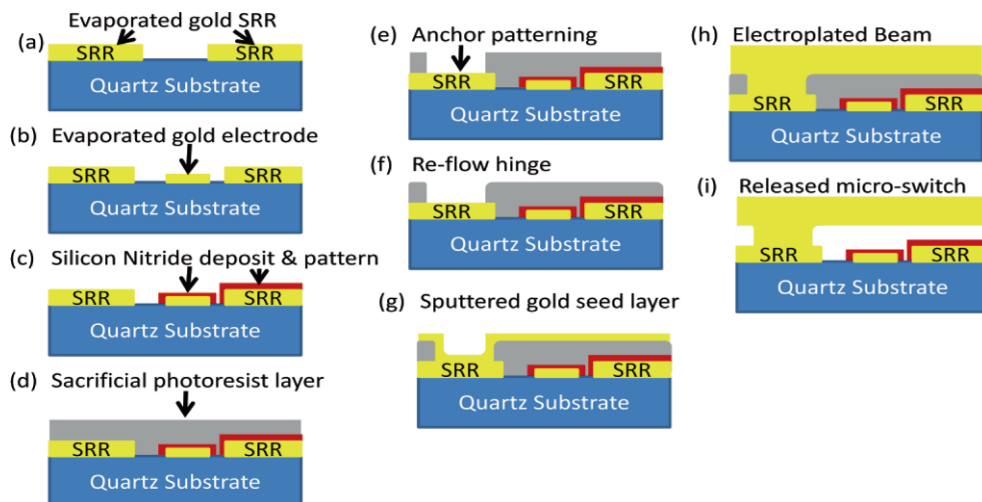 (a) Evaporated gold SRR
SRR SRR
Quartz Substrate
(b) Evaporated gold electrode
SRR SRR
Quartz Substrate
(c) Silicon Nitride deposit & pattern
SRR SRR
Quartz Substrate
(d) Sacrificial photoresist layer
SRR SRR
Quartz Substrate
(e) Anchor patterning
SRR SRR
Quartz Substrate
(f) Re-flow hinge
SRR SRR
Quartz Substrate
(g) Sputtered gold seed layer
SRR SRR
Quartz Substrate
(h) Electroplated Beam
SRR SRR
Quartz Substrate
(i) Released micro-switch
SRR SRR
Quartz Substrate